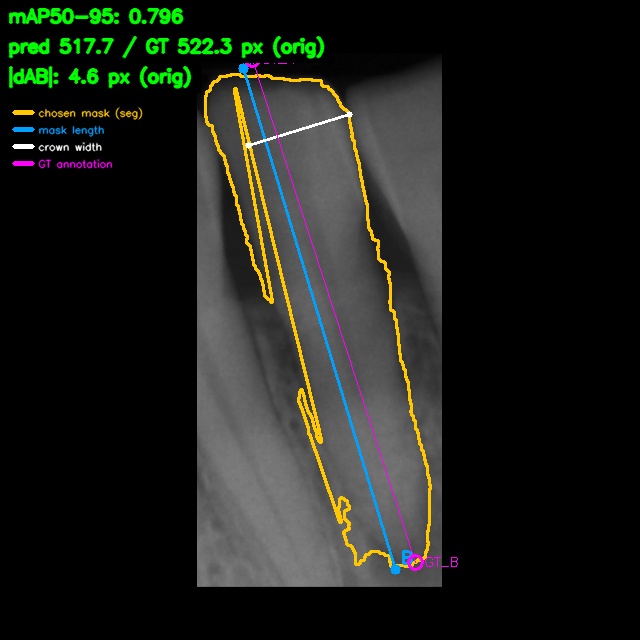 mAP50-95: 0.796
pred 517.7 / GT 522.3 px (orig)
|dAB|: 4.6 px (orig)
chosen mask (seg)
mask length
crown width
GT annotation
B
GT_B